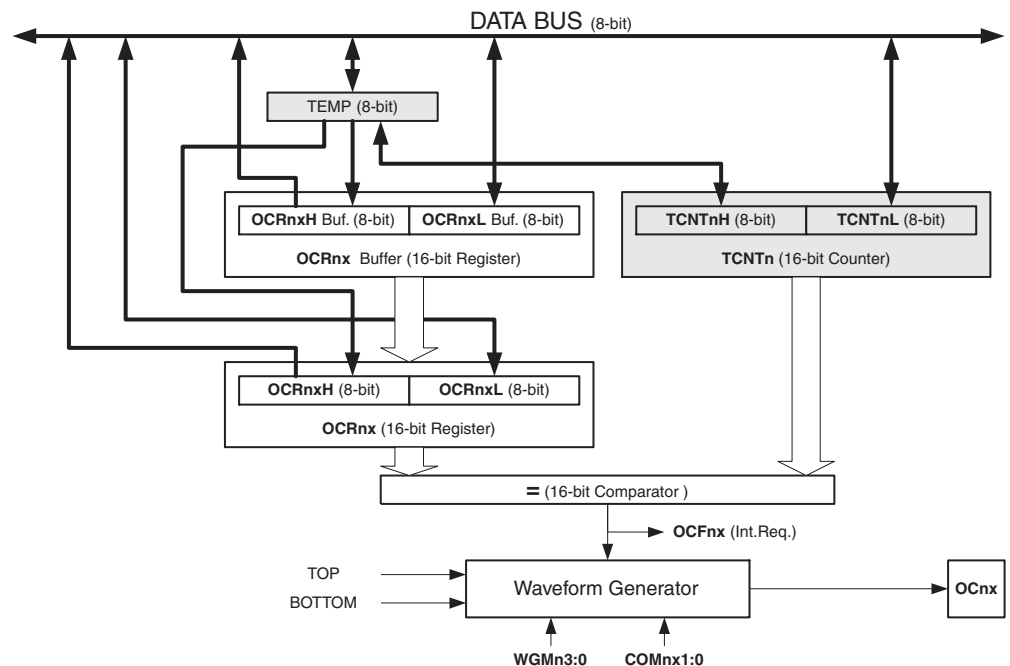 DATA BUS (8-bit)
TEMP (8-bit)
OCRnxH Buf. (8-bit)
OCRnxL Buf. (8-bit)
OCRnx Buffer (16-bit Register)
TCNTnH (8-bit)
TCNTnL (8-bit)
TCNTn (16-bit Counter)
OCRnxH (8-bit)
OCRnxL (8-bit)
OCRnx (16-bit Register)
= (16-bit Comparator )
OCFnx (Int.Req.)
TOP
BOTTOM
Waveform Generator
OCnx
WGMn3:0
COMnx1:0